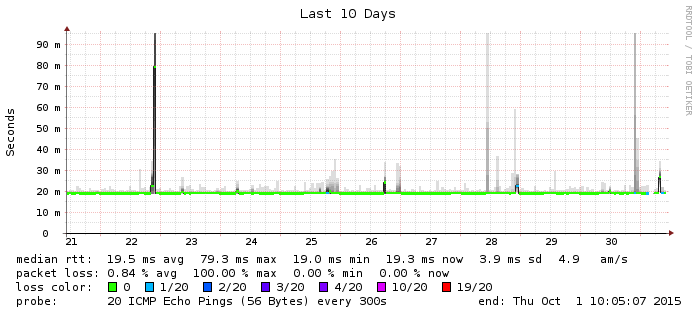 Last 10 Days
RRDTOOL / TOBI OETIKER
Seconds
90 m
80 m
70 m
60 m
50 m
40 m
30 m
20 m
10 m
0
21 22 23 24 25 26 27 28 29 30
median rtt: 19.5 ms avg 79.3 ms max 19.0 ms min 19.3 ms now 3.9 ms sd 4.9 am/s
packet loss: 0.84 % avg 100.00 % max 0.00 % min 0.00 % now
loss color: 0 1/20 2/20 3/20 4/20 10/20 19/20
probe: 20 ICMP Echo Pings (56 Bytes) every 300s end: Thu Oct 1 10:05:07 2015